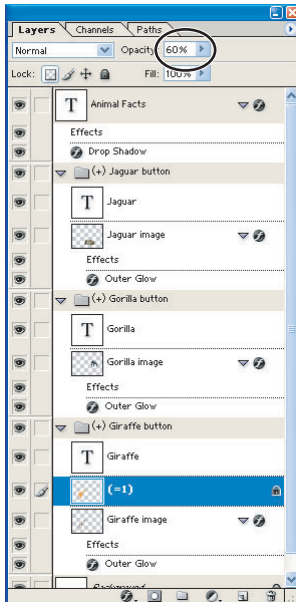 Layers Channels Paths
Normal Opacity: 60%
Lock: Fill: 100%
T Animal Facts
Effects
Drop Shadow
(+) Jaguar button
T Jaguar
Jaguar image
Effects
Outer Glow
(+) Gorilla button
T Gorilla
Gorilla image
Effects
Outer Glow
(+) Giraffe button
T Giraffe
(=1)
Giraffe image
Effects
Outer Glow
Background